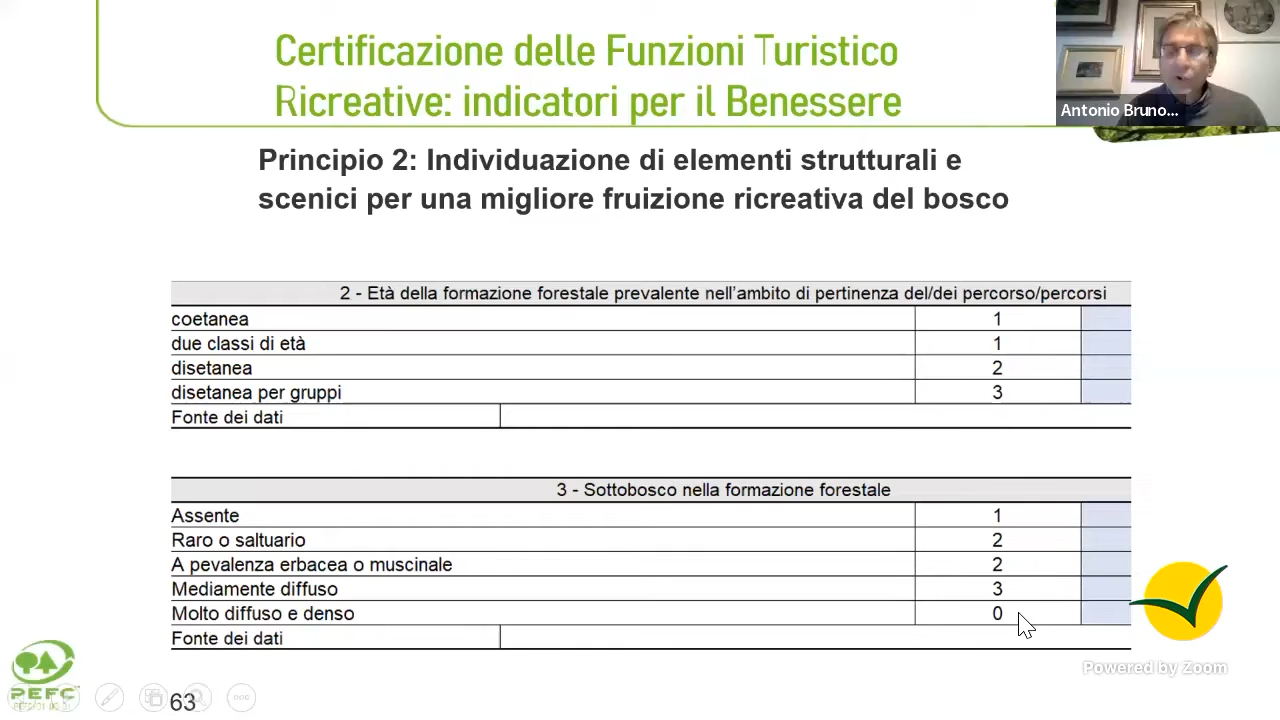 Certificazione delle Funzioni Turistico
Ricreative: indicatori per il Benessere
Antonio Bruno...
Principio 2: Individuazione di elementi strutturali e
scenici per una migliore fruizione ricreativa del bosco
2 - Età della formazione forestale prevalente nell'ambito di pertinenza del/dei percorso/percorsi
coetanea 1
due classi di età 1
disetanea 2
disetanea per gruppi 3
Fonte dei dati
3 - Sottobosco nella formazione forestale
Assente 1
Raro o saltuario 2
A pevalenza erbacea o muscinale 2
Mediamente diffuso 3
Molto diffuso e denso 0
Fonte dei dati
Powered by Zoom
PEFC
63